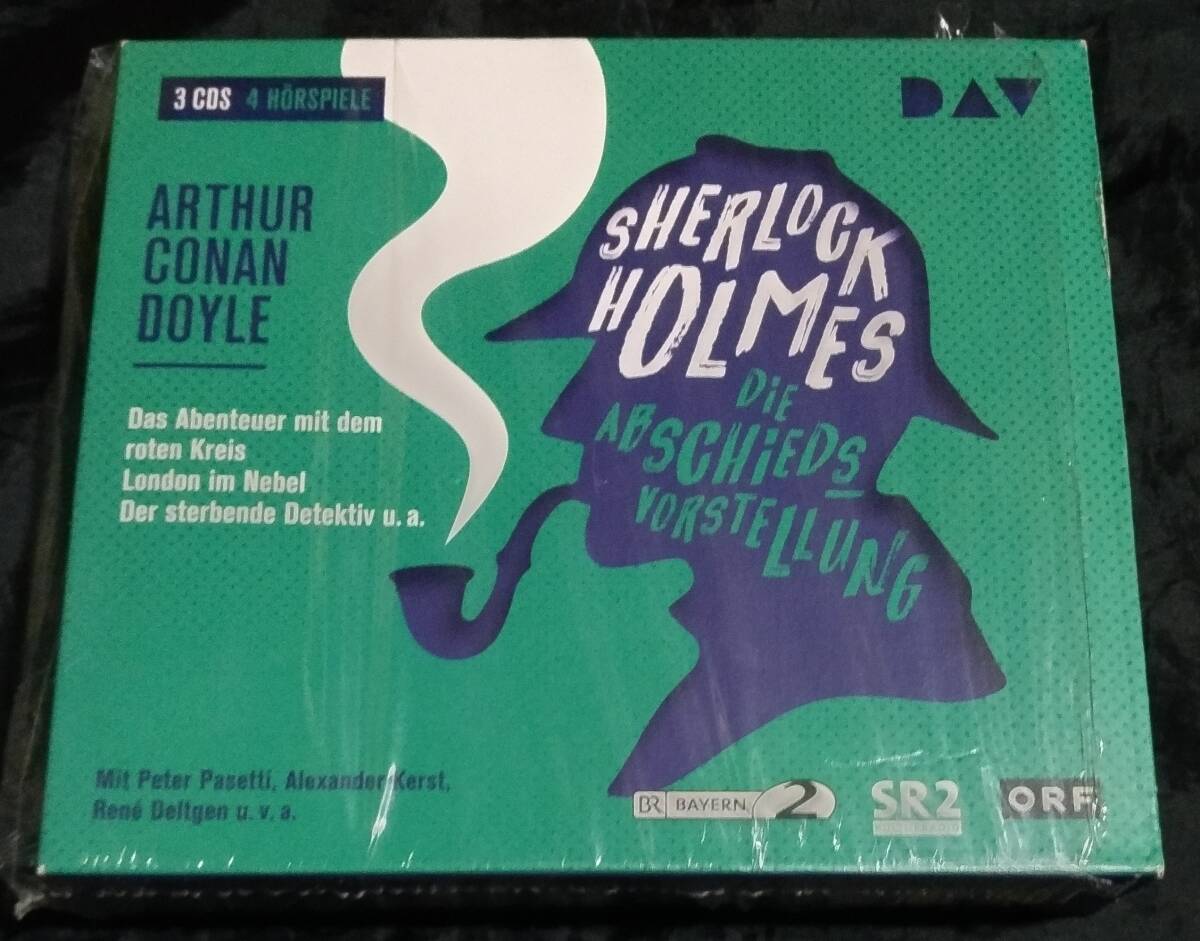 3 CDS 4 HÖRSPIELE
DAV
ARTHUR
CONAN
DOYLE
SHERLOCK
HOLMES
DIE
ABSCHIEDS
VORSTELLUNG
Das Abenteuer mit dem
roten Kreis
London im Nebel
Der sterbende Detektiv u. a.
Mit Peter Pasetti, Alexander Kerst,
René Deltgen u. v. a.
BR BAYERN 2
SR2
ORF